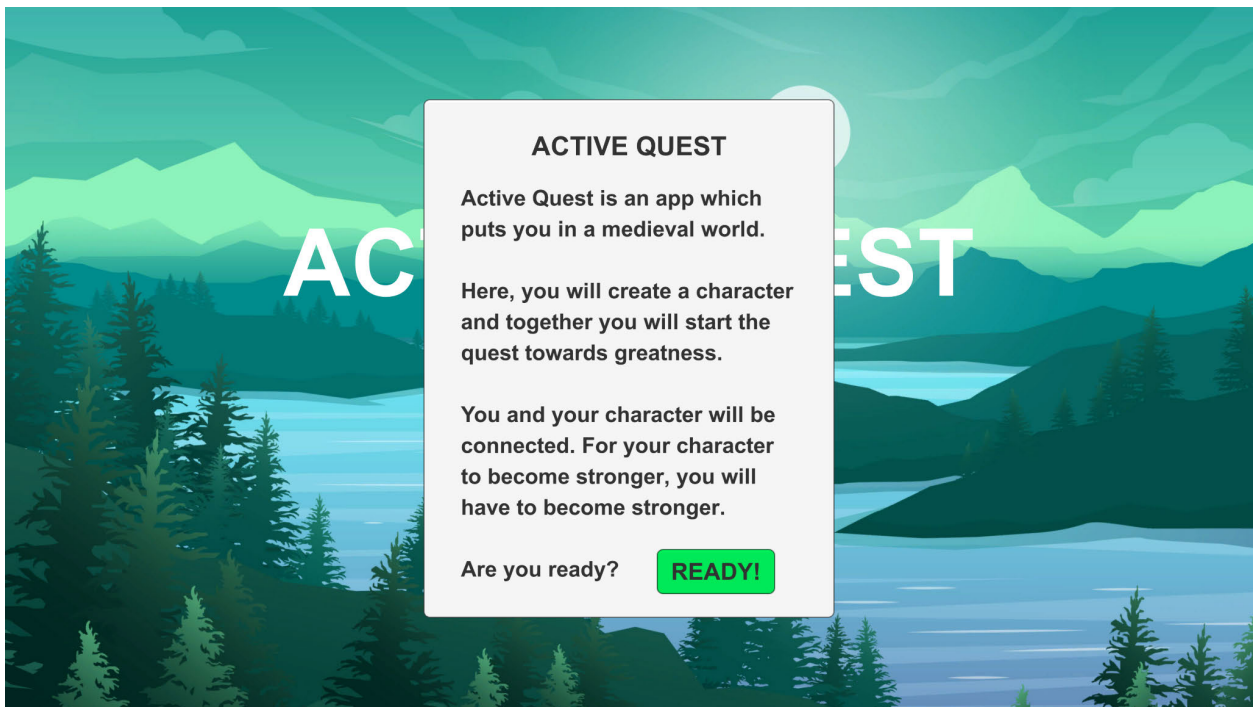 ACTIVE QUEST
Active Quest is an app which
puts you in a medieval world.
Here, you will create a character
and together you will start the
quest towards greatness.
You and your character will be
connected. For your character
to become stronger, you will
have to become stronger.
Are you ready?
READY!